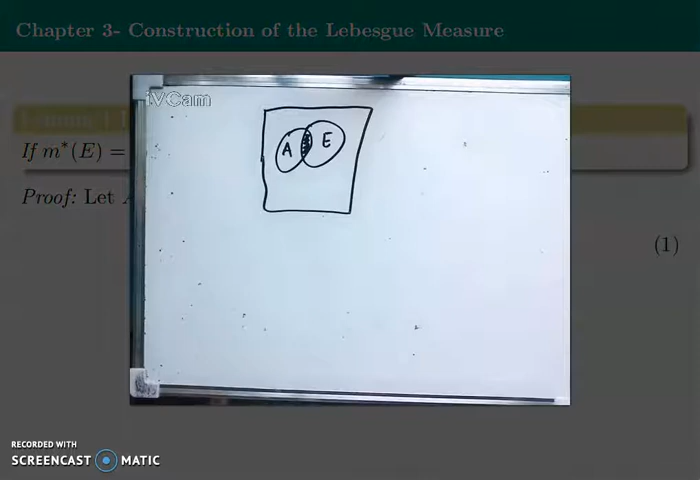 Chapter 3- Construction of the Lebesgue Measure
iVCam
A E
If m*(E) =
Proof: Let
(1)
RECORDED WITH
SCREENCAST MATIC